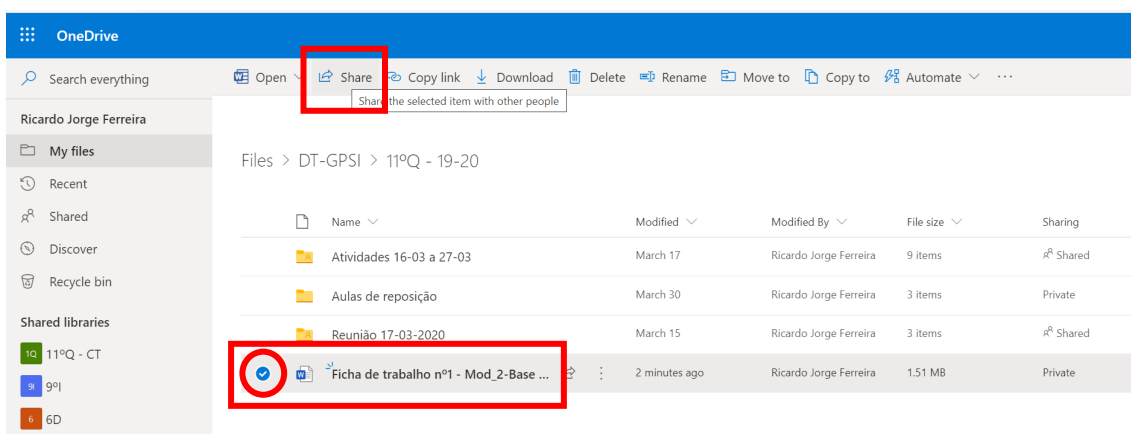 OneDrive
Search everything
Open Share Copy link Download Delete Rename Move to Copy to Automate ···
Share the selected item with other people
Ricardo Jorge Ferreira
My files
Recent
Shared
Discover
Recycle bin
Shared libraries
1Q 11ºQ - CT
9I 9ºI
6 6D
Files > DT-GPSI > 11ºQ - 19-20
Name Modified Modified By File size Sharing
Atividades 16-03 a 27-03 March 17 Ricardo Jorge Ferreira 9 items Shared
Aulas de reposição March 30 Ricardo Jorge Ferreira 3 items Private
Reunião 17-03-2020 March 15 Ricardo Jorge Ferreira 3 items Shared
Ficha de trabalho nº1 - Mod_2-Base ... 2 minutes ago Ricardo Jorge Ferreira 1.51 MB Private